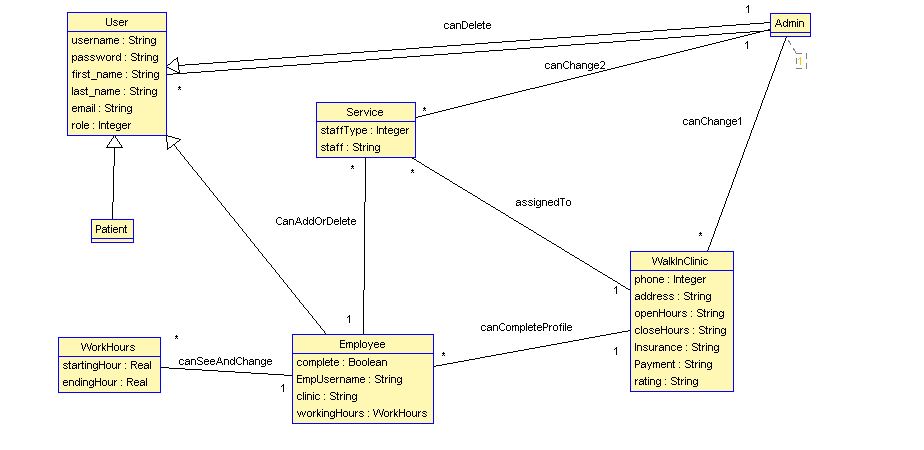 User
username : String
password : String
first_name : String
last_name : String
email : String
role : Integer
canDelete
1
Admin
1
*
1
canChange2
*
Service
staffType : Integer
staff : String
*
*
canChange1
*
Patient
CanAddOrDelete
1
assignedTo
1
WalkInClinic
phone : Integer
address : String
openHours : String
closeHours : String
Insurance : String
Payment : String
rating : String
canCompleteProfile
*
1
Employee
complete : Boolean
EmpUsername : String
clinic : String
workingHours : WorkHours
canSeeAndChange
*
1
WorkHours
startingHour : Real
endingHour : Real